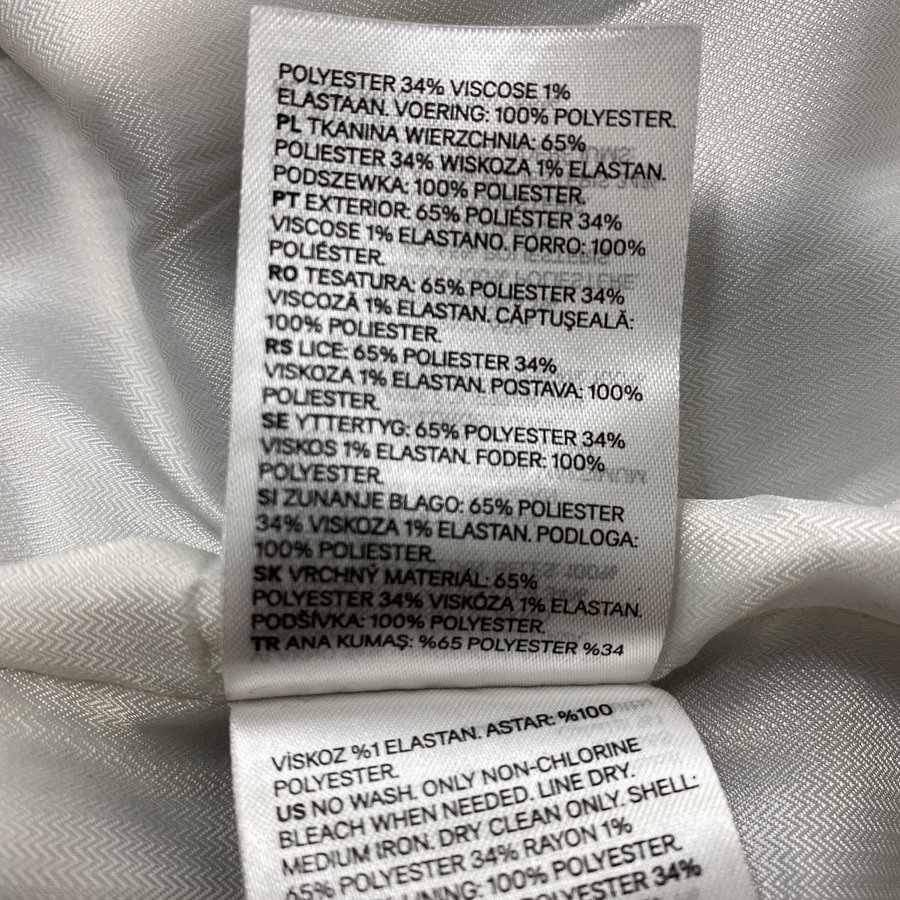 POLYESTER 34% VISCOSE 1%
ELASTAAN. VOERING: 100% POLYESTER.
PL TKANINA WIERZCHNIA: 65%
POLIESTER 34% WISKOZA 1% ELASTAN.
PODSZEWKA: 100% POLIESTER.
PT EXTERIOR: 65% POLIÉSTER 34%
VISCOSE 1% ELASTANO. FORRO: 100%
POLIÉSTER.
RO TESATURA: 65% POLIESTER 34%
VISCOZĂ 1% ELASTAN. CĂPTUŞEALĂ:
100% POLIESTER.
RS LICE: 65% POLIESTER 34%
VISKOZA 1% ELASTAN. POSTAVA: 100%
POLIESTER.
SE YTTERTYG: 65% POLYESTER 34%
VISKOS 1% ELASTAN. FODER: 100%
POLYESTER.
SI ZUNANJE BLAGO: 65% POLIESTER
34% VISKOZA 1% ELASTAN. PODLOGA:
100% POLIESTER.
SK VRCHNÝ MATERIÁL: 65%
POLYESTER 34% VISKÓZA 1% ELASTAN.
PODŠÍVKA: 100% POLYESTER.
TR ANA KUMAŞ: %65 POLYESTER %34
VİSKOZ %1 ELASTAN. ASTAR: %100
POLYESTER.
US NO WASH. ONLY NON-CHLORINE
BLEACH WHEN NEEDED. LINE DRY.
MEDIUM IRON. DRY CLEAN ONLY. SHELL:
65% POLYESTER 34% RAYON 1%
LINING: 100% POLYESTER.
POLYESTER 34%